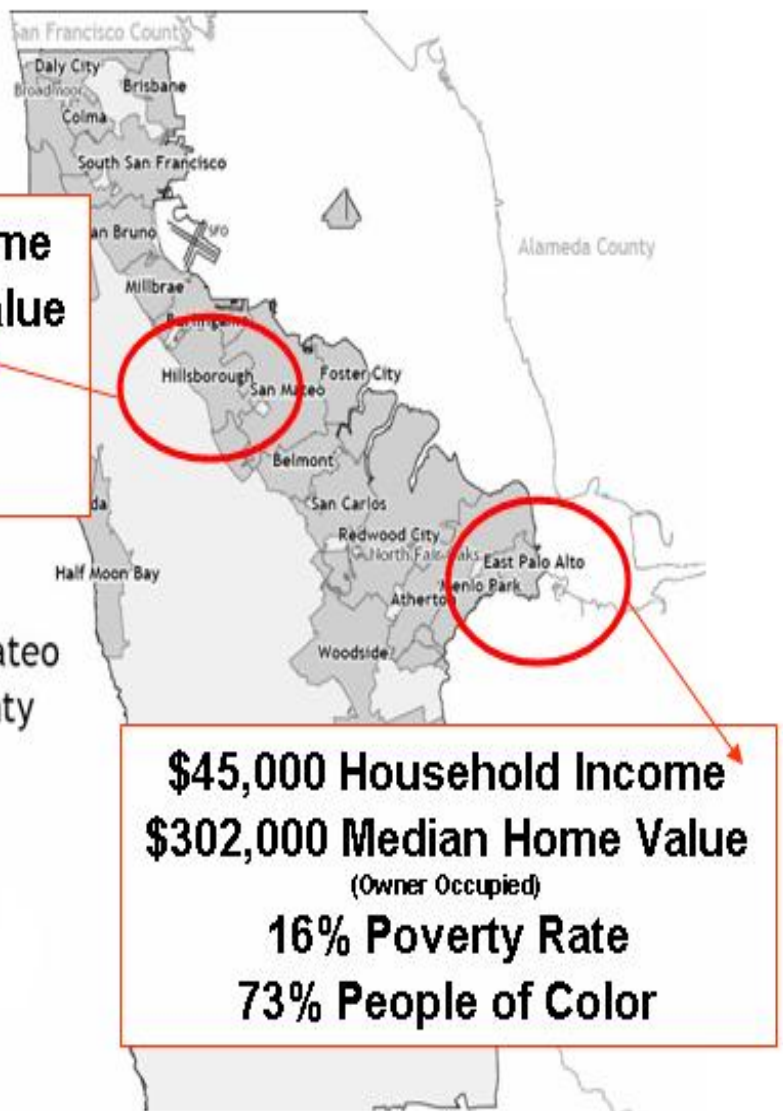 San Francisco County
Daly City
Broadmoor
Brisbane
Colma
South San Francisco
an Bruno
SFO
me
alue
Alameda County
Millbrae
Burlingame
Hillsborough
San Mateo
Foster City
Belmont
da
San Carlos
Redwood City
North Fair Oaks
East Palo Alto
Half Moon Bay
Menlo Park
Atherton
ateo
ty
Woodside
$45,000 Household Income
$302,000 Median Home Value
(Owner Occupied)
16% Poverty Rate
73% People of Color